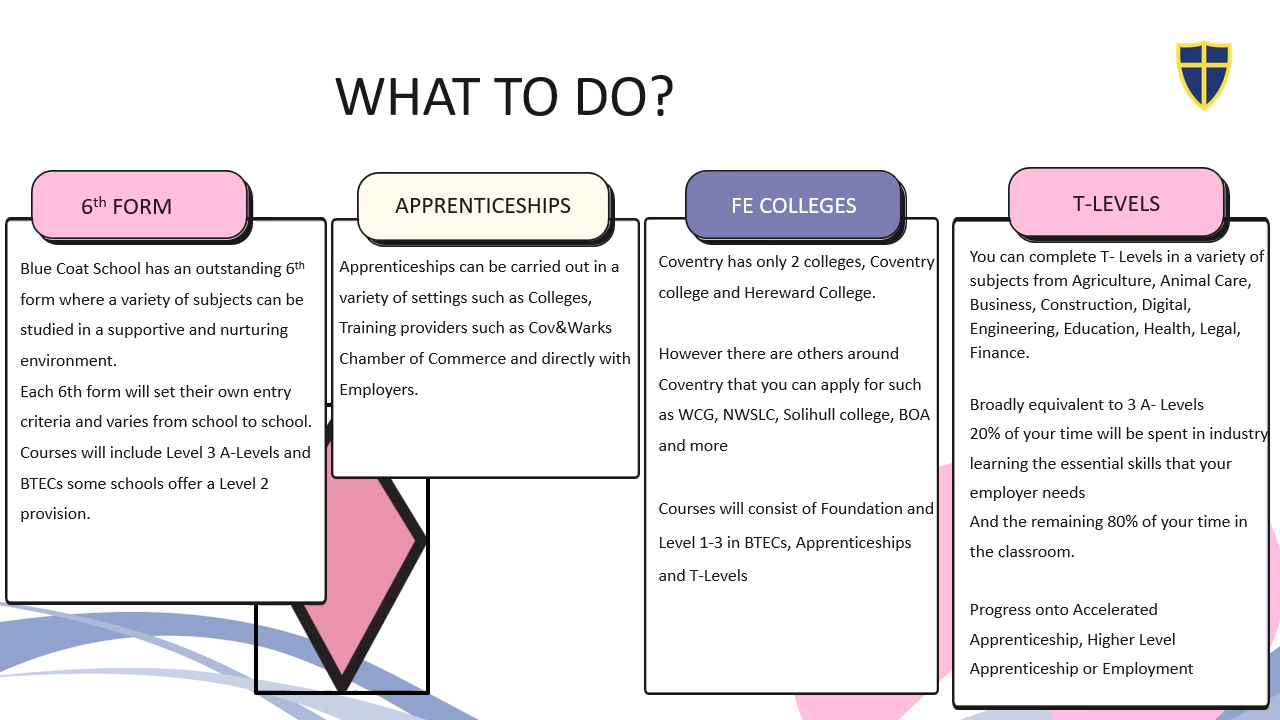 WHAT TO DO?
6th FORM
Blue Coat School has an outstanding 6th
form where a variety of subjects can be
studied in a supportive and nurturing
environment.
Each 6th form will set their own entry
criteria and varies from school to school.
Courses will include Level 3 A-Levels and
BTECs some schools offer a Level 2
provision.
APPRENTICESHIPS
Apprenticeships can be carried out in a
variety of settings such as Colleges,
Training providers such as Cov&Warks
Chamber of Commerce and directly with
Employers.
FE COLLEGES
Coventry has only 2 colleges, Coventry
college and Hereward College.
However there are others around
Coventry that you can apply for such
as WCG, NWSLC, Solihull college, BOA
and more
Courses will consist of Foundation and
Level 1-3 in BTECs, Apprenticeships
and T-Levels
T-LEVELS
You can complete T- Levels in a variety of
subjects from Agriculture, Animal Care,
Business, Construction, Digital,
Engineering, Education, Health, Legal,
Finance.
Broadly equivalent to 3 A- Levels
20% of your time will be spent in industry
learning the essential skills that your
employer needs
And the remaining 80% of your time in
the classroom.
Progress onto Accelerated
Apprenticeship, Higher Level
Apprenticeship or Employment